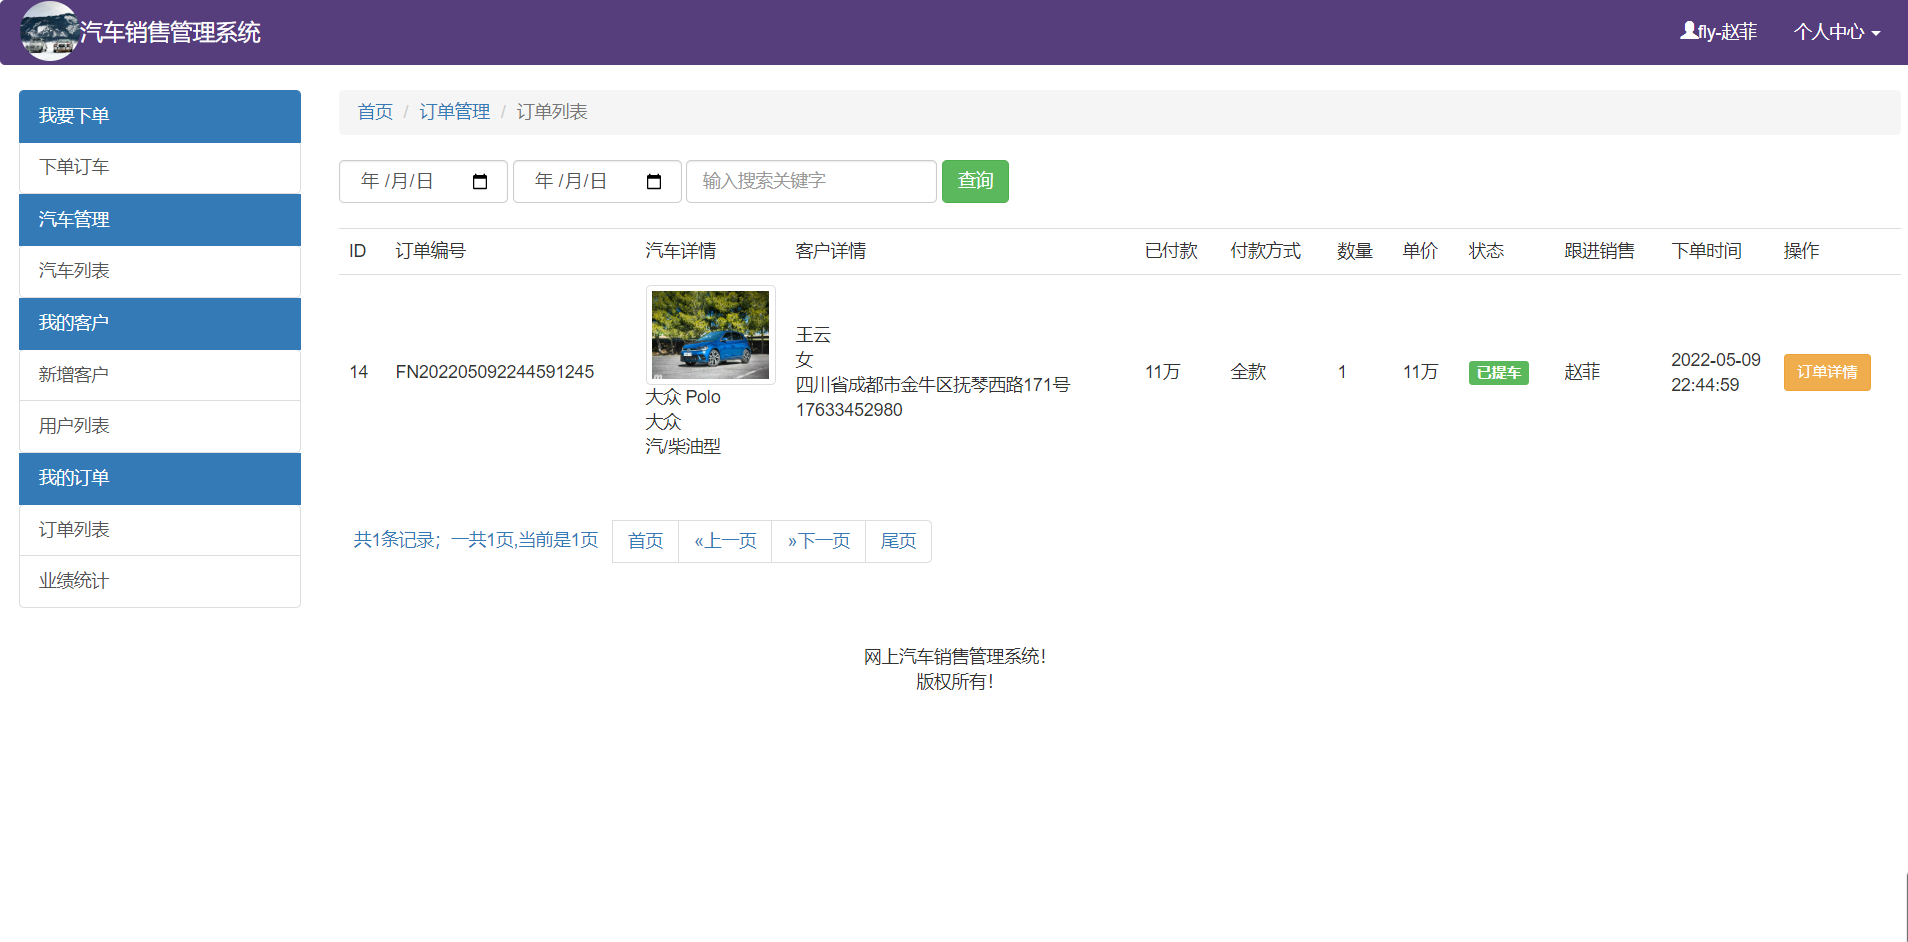 汽车销售管理系统
fly-赵菲 个人中心
我要下单
下单订车
汽车管理
汽车列表
我的客户
新增客户
用户列表
我的订单
订单列表
业绩统计
首页 / 订单管理 / 订单列表
年 /月/日 年 /月/日 输入搜索关键字 查询
ID 订单编号 汽车详情 客户详情 已付款 付款方式 数量 单价 状态 跟进销售 下单时间 操作
14 FN202205092244591245
大众 Polo
大众
汽/柴油型
王云
女
四川省成都市金牛区抚琴西路171号
17633452980
11万 全款 1 11万 已提车 赵菲
2022-05-09
22:44:59
订单详情
共1条记录；一共1页,当前是1页 首页 «上一页 »下一页 尾页
网上汽车销售管理系统！
版权所有！